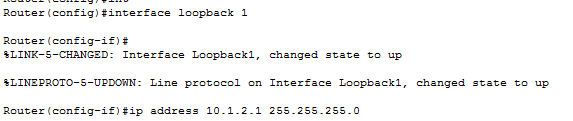 Router(config)#interface loopback 1
Router(config-if)#
%LINK-5-CHANGED: Interface Loopback1, changed state to up
%LINEPROTO-5-UPDOWN: Line protocol on Interface Loopback1, changed state to up
Router(config-if)#ip address 10.1.2.1 255.255.255.0